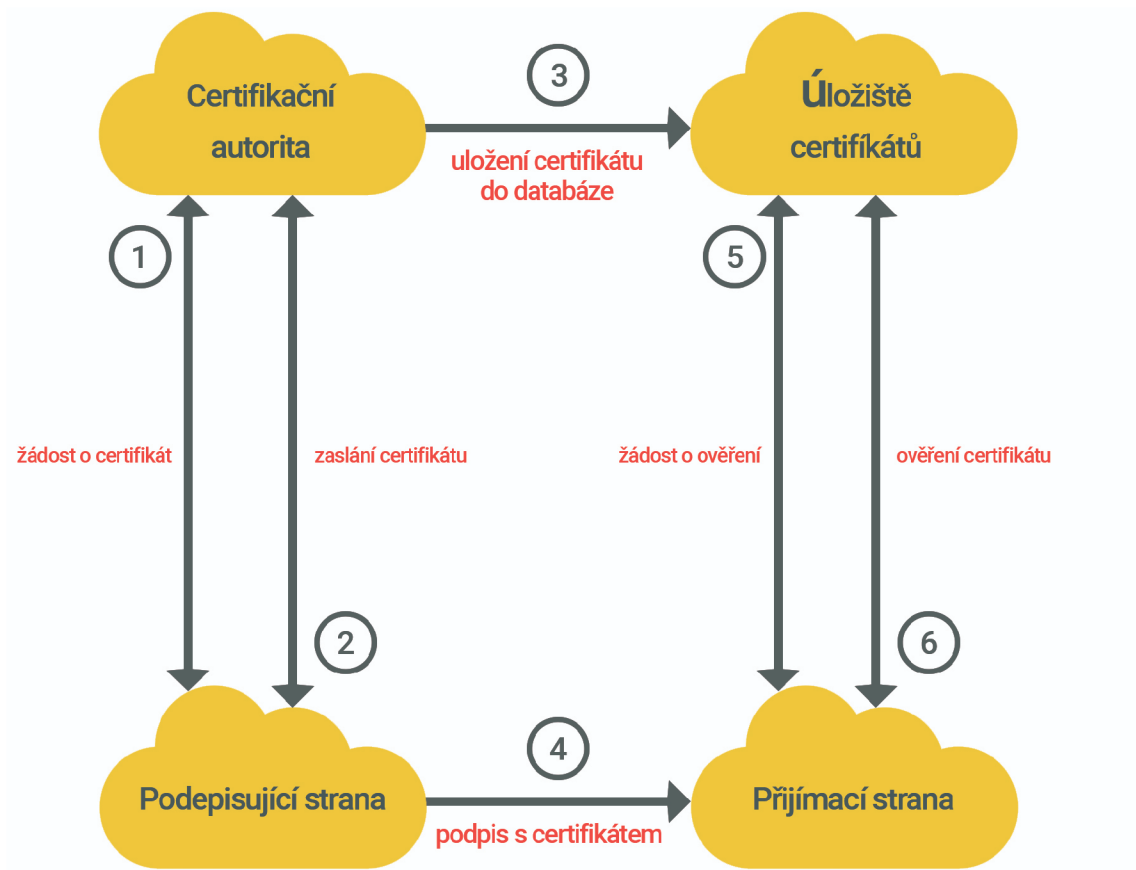 Certifikační
autorita
3
uložení certifikátu
do databáze
Úložiště
certifíkátů
1
5
žádost o certifikát
zaslání certifikátu
žádost o ověření
ověření certifikátu
2
6
Podepisující strana
4
podpis s certifikátem
Přijímací strana